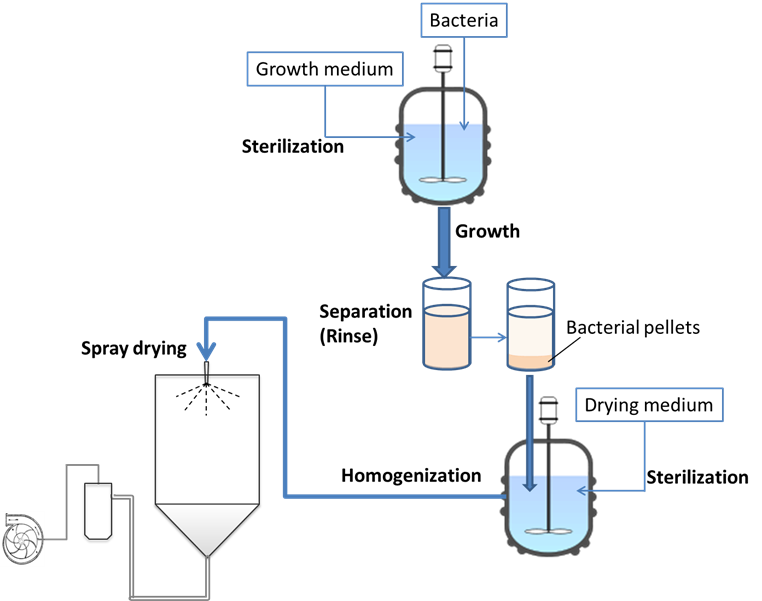 Bacteria
Growth medium
Sterilization
Growth
Separation
(Rinse)
Bacterial pellets
Spray drying
Drying medium
Homogenization
Sterilization